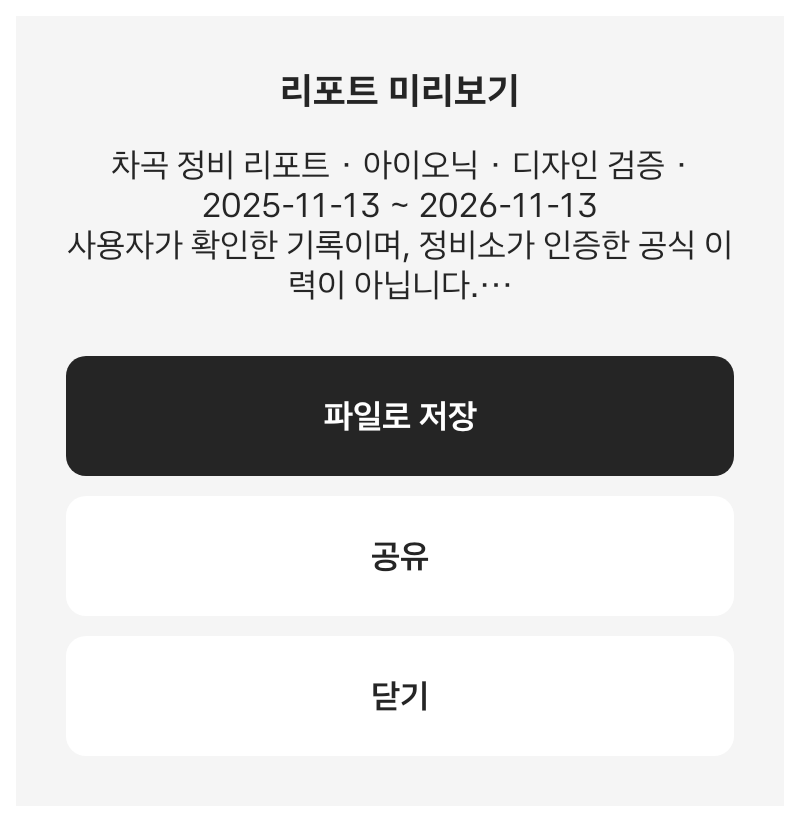 리포트 미리보기
차곡 정비 리포트 · 아이오닉 · 디자인 검증 ·
2025-11-13 ~ 2026-11-13
사용자가 확인한 기록이며, 정비소가 인증한 공식 이
력이 아닙니다.…
파일로 저장
공유
닫기